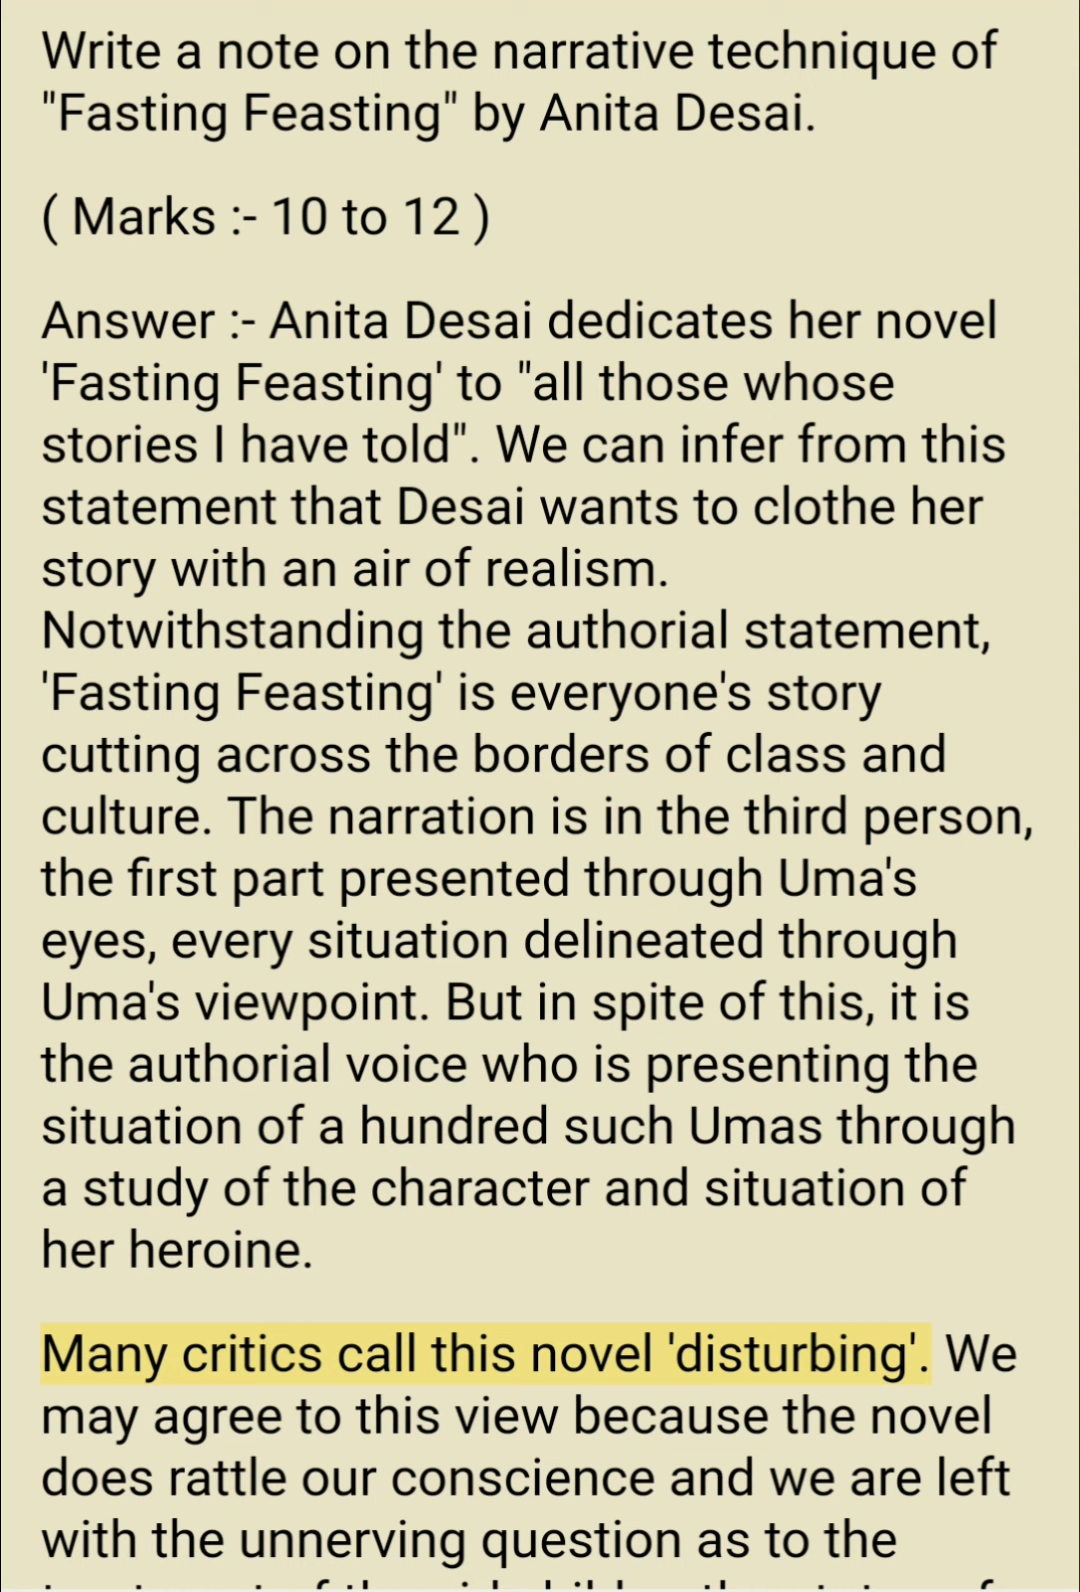 Write a note on the narrative technique of
"Fasting Feasting" by Anita Desai.
( Marks :- 10 to 12 )
Answer :- Anita Desai dedicates her novel
'Fasting Feasting' to "all those whose
stories I have told". We can infer from this
statement that Desai wants to clothe her
story with an air of realism.
Notwithstanding the authorial statement,
'Fasting Feasting' is everyone's story
cutting across the borders of class and
culture. The narration is in the third person,
the first part presented through Uma's
eyes, every situation delineated through
Uma's viewpoint. But in spite of this, it is
the authorial voice who is presenting the
situation of a hundred such Umas through
a study of the character and situation of
her heroine.
Many critics call this novel 'disturbing'. We
may agree to this view because the novel
does rattle our conscience and we are left
with the unnerving question as to the